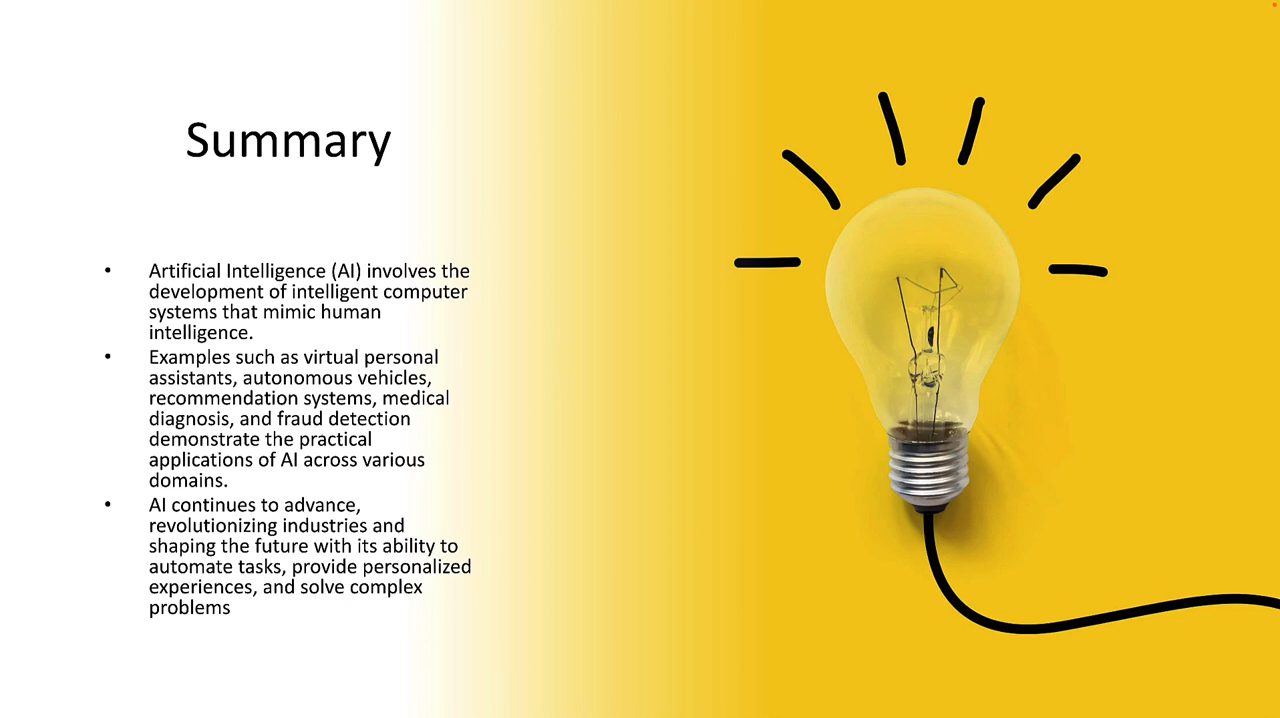 Summary
• Artificial Intelligence (AI) involves the
development of intelligent computer
systems that mimic human
intelligence.
• Examples such as virtual personal
assistants, autonomous vehicles,
recommendation systems, medical
diagnosis, and fraud detection
demonstrate the practical
applications of AI across various
domains.
• AI continues to advance,
revolutionizing industries and
shaping the future with its ability to
automate tasks, provide personalized
experiences, and solve complex
problems